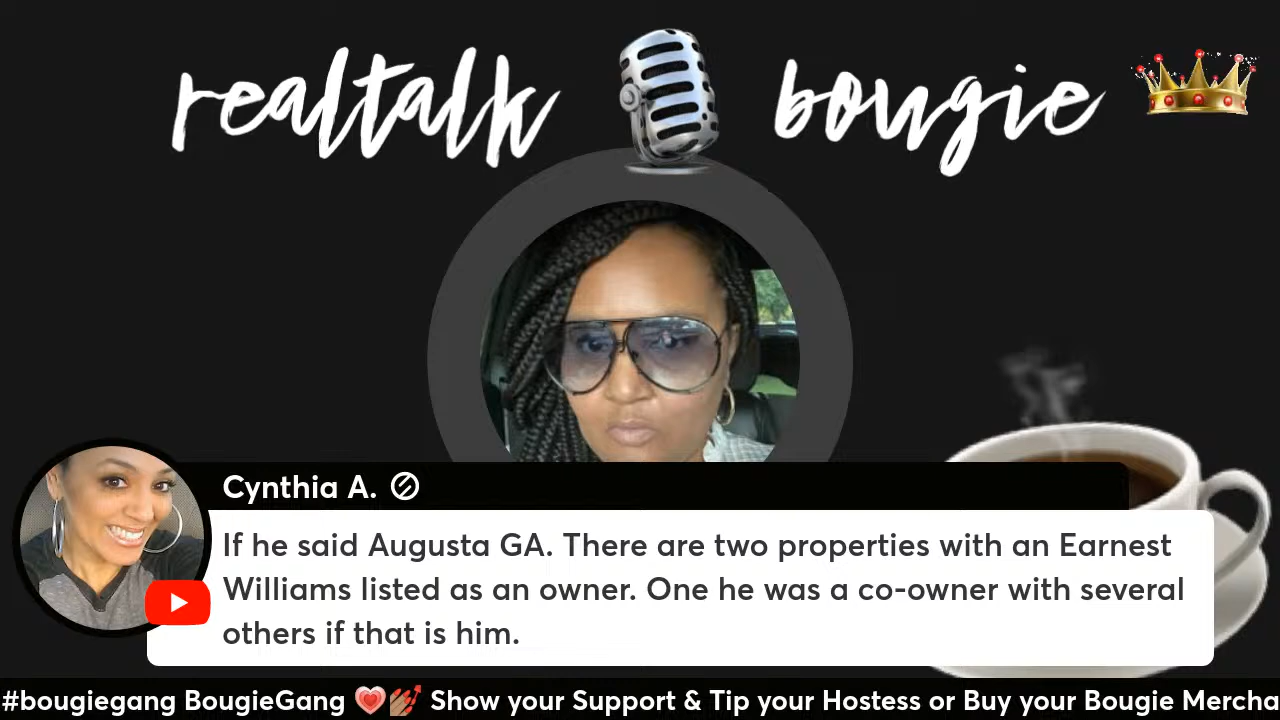 realtalk bougie
Cynthia A.
If he said Augusta GA. There are two properties with an Earnest
Williams listed as an owner. One he was a co-owner with several
others if that is him.
#bougiegang BougieGang 💗💅🏽 Show your Support & Tip your Hostess or Buy your Bougie Mercha